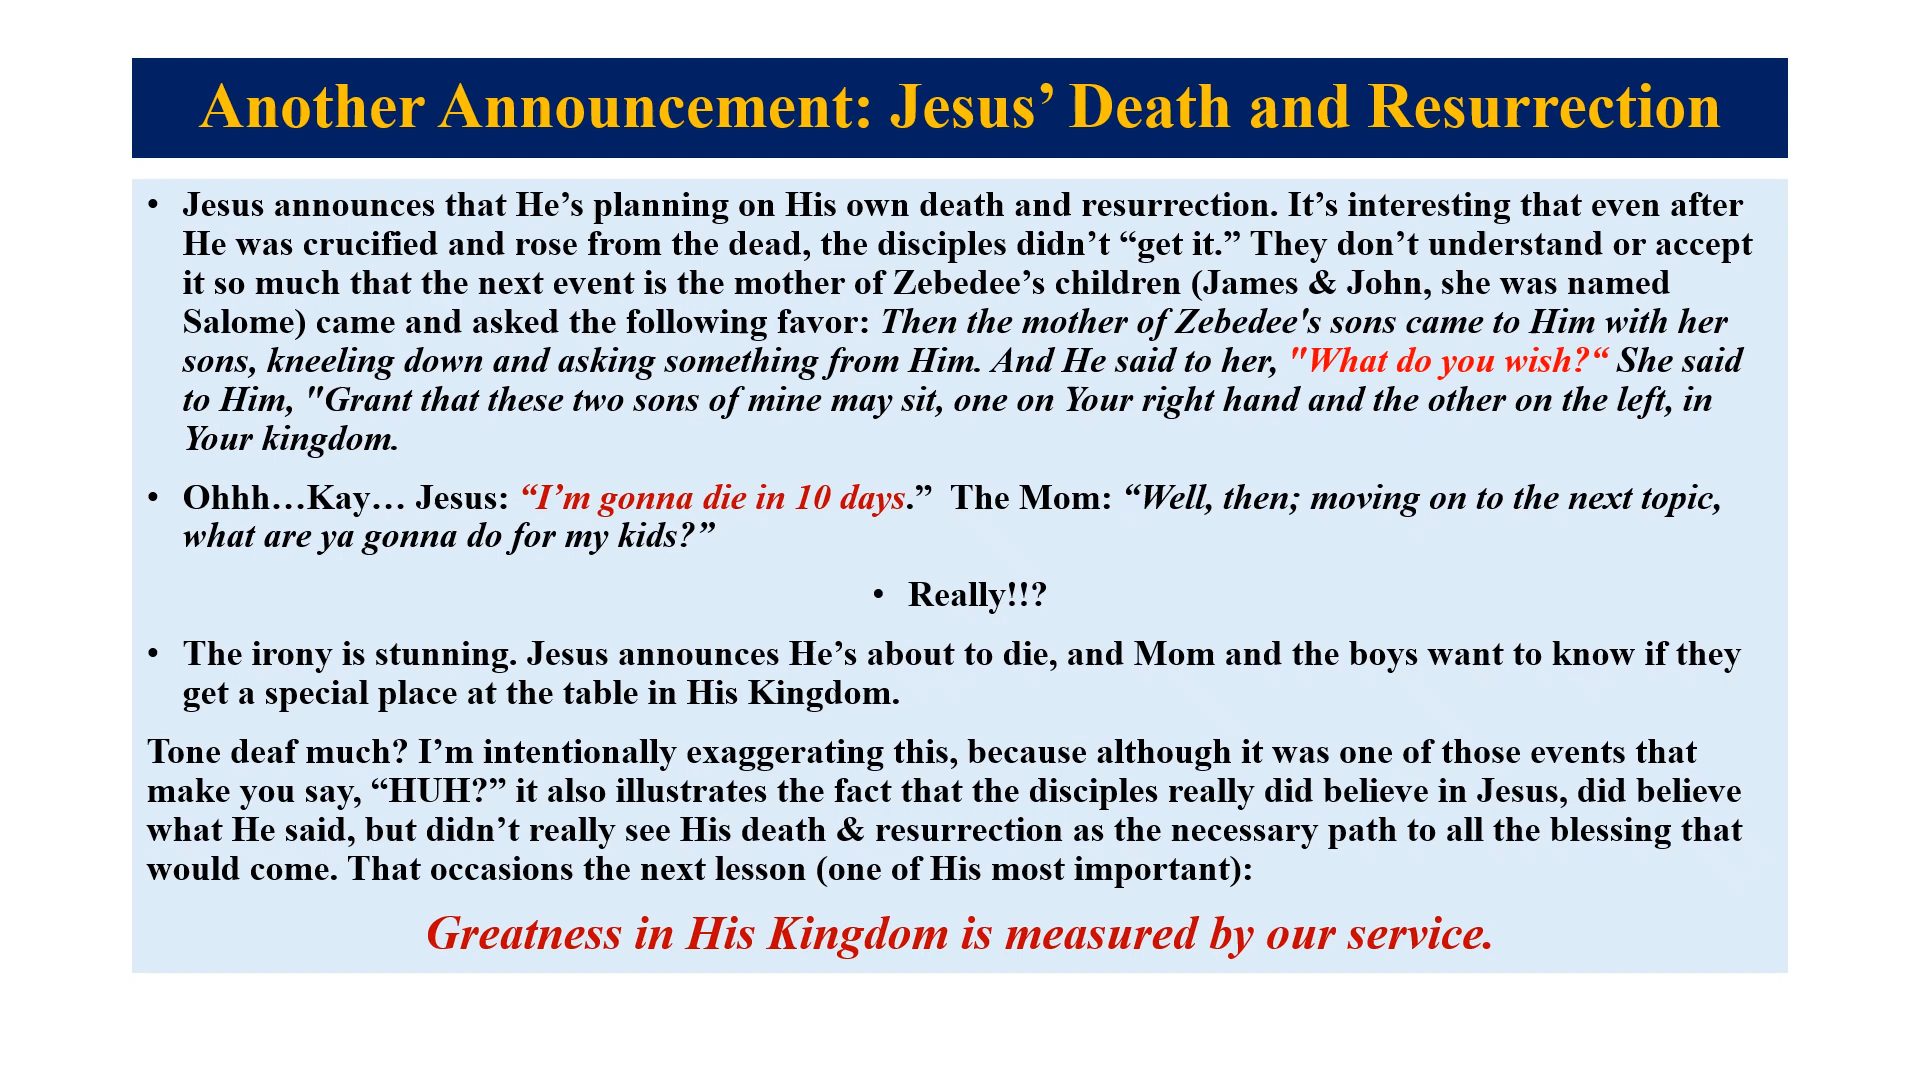 Another Announcement: Jesus’ Death and Resurrection
• Jesus announces that He’s planning on His own death and resurrection. It’s interesting that even after
He was crucified and rose from the dead, the disciples didn’t “get it.” They don’t understand or accept
it so much that the next event is the mother of Zebedee’s children (James & John, she was named
Salome) came and asked the following favor: Then the mother of Zebedee's sons came to Him with her
sons, kneeling down and asking something from Him. And He said to her, "What do you wish?“ She said
to Him, "Grant that these two sons of mine may sit, one on Your right hand and the other on the left, in
Your kingdom.
• Ohhh…Kay… Jesus: “I’m gonna die in 10 days.”  The Mom: “Well, then; moving on to the next topic,
what are ya gonna do for my kids?”
• Really!!?
• The irony is stunning. Jesus announces He’s about to die, and Mom and the boys want to know if they
get a special place at the table in His Kingdom.
Tone deaf much? I’m intentionally exaggerating this, because although it was one of those events that
make you say, “HUH?” it also illustrates the fact that the disciples really did believe in Jesus, did believe
what He said, but didn’t really see His death & resurrection as the necessary path to all the blessing that
would come. That occasions the next lesson (one of His most important):
Greatness in His Kingdom is measured by our service.